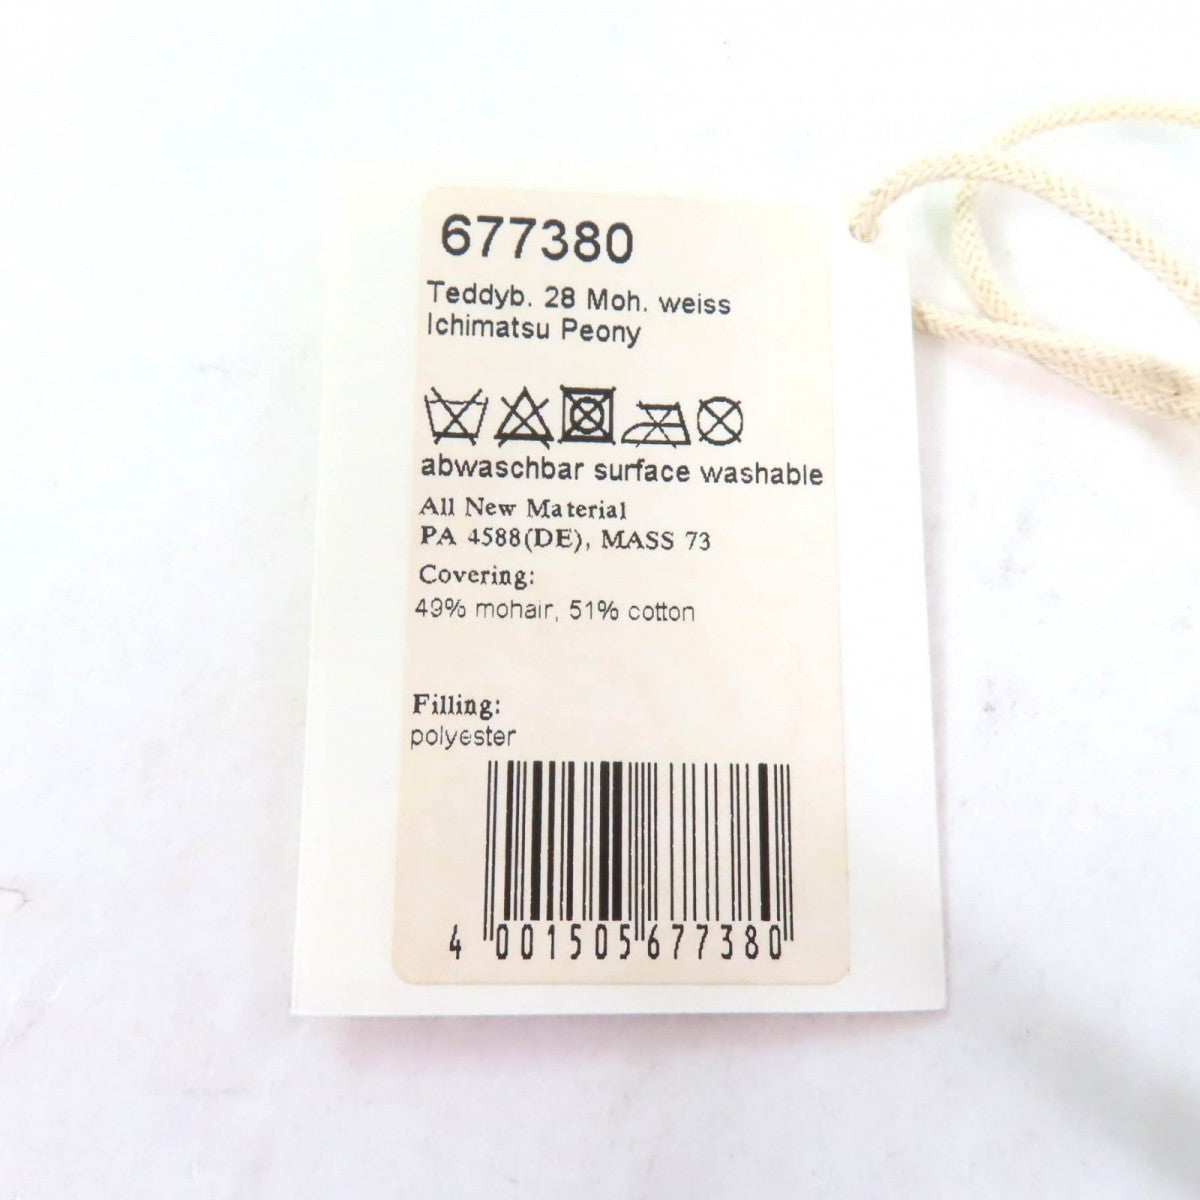 677380
Teddyb. 28 Moh. weiss
Ichimatsu Peony
abwaschbar surface washable
All New Material
PA 4588(DE), MASS 73
Covering:
49% mohair, 51% cotton
Filling:
polyester
4 001505 677380